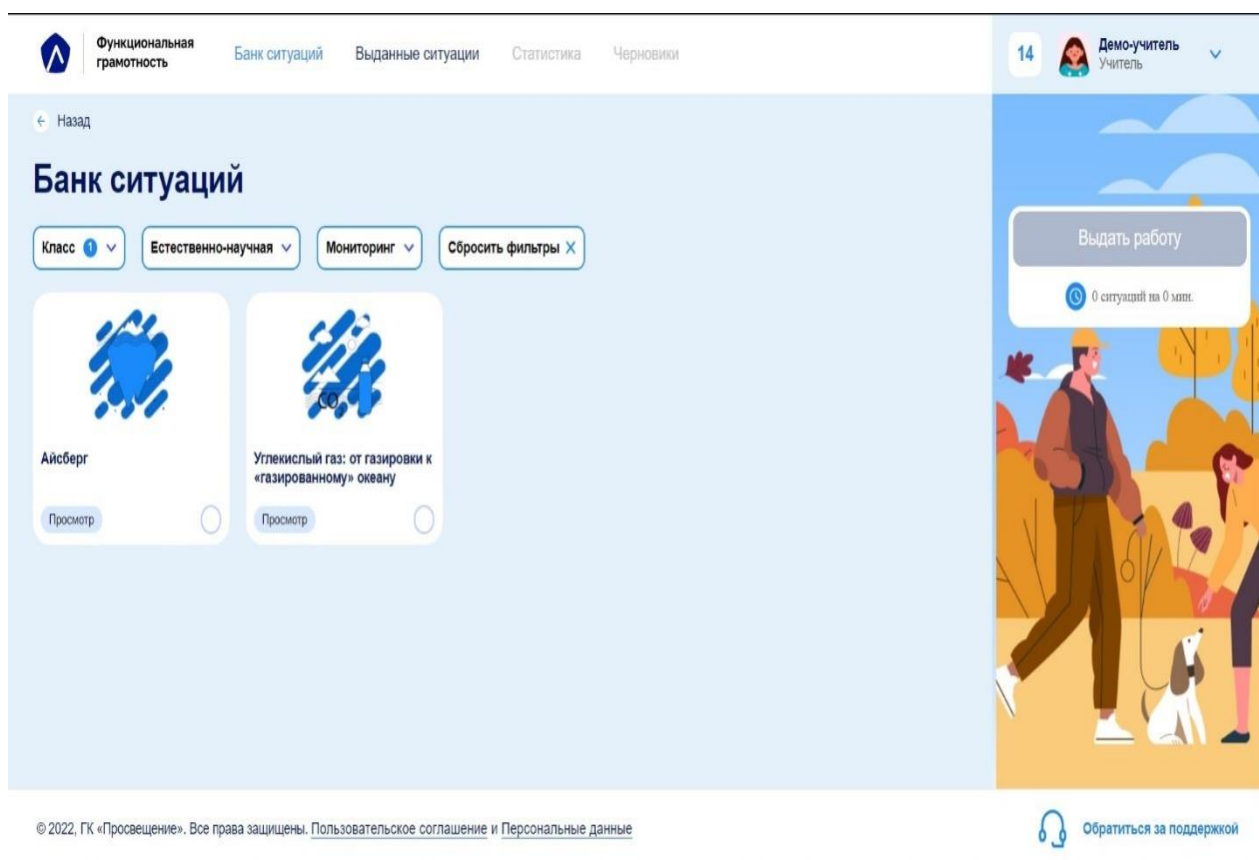 Функциональная
грамотность
Банк ситуаций Выданные ситуации Статистика Черновики
14
Демо-учитель
Учитель
Назад
Банк ситуаций
Класс 1 Естественно-научная Мониторинг Сбросить фильтры X
Выдать работу
0 ситуаций на 0 мин.
CO
Айсберг
Углекислый газ: от газировки к
«газированному» океану
Просмотр
Просмотр
© 2022, ГК «Просвещение». Все права защищены. Пользовательское соглашение и Персональные данные
Обратиться за поддержкой